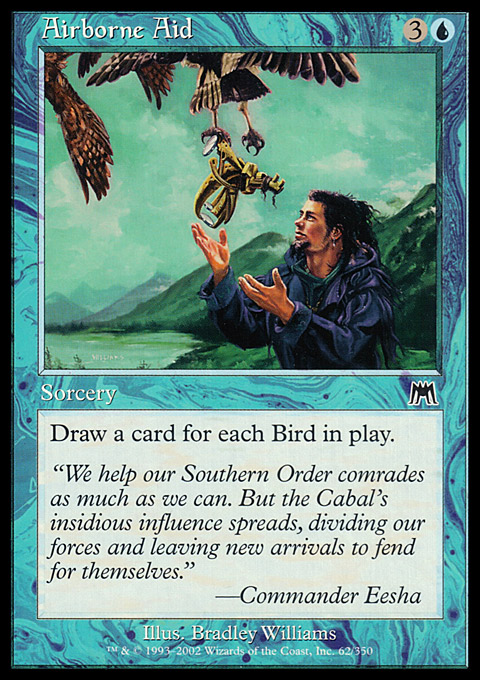 Airborne Aid 3
WILLIAMS
Sorcery
Draw a card for each Bird in play.
“We help our Southern Order comrades
as much as we can. But the Cabal’s
insidious influence spreads, dividing our
forces and leaving new arrivals to fend
for themselves.”
—Commander Eesha
Illus. Bradley Williams
™ & © 1993–2002 Wizards of the Coast, Inc. 62/350